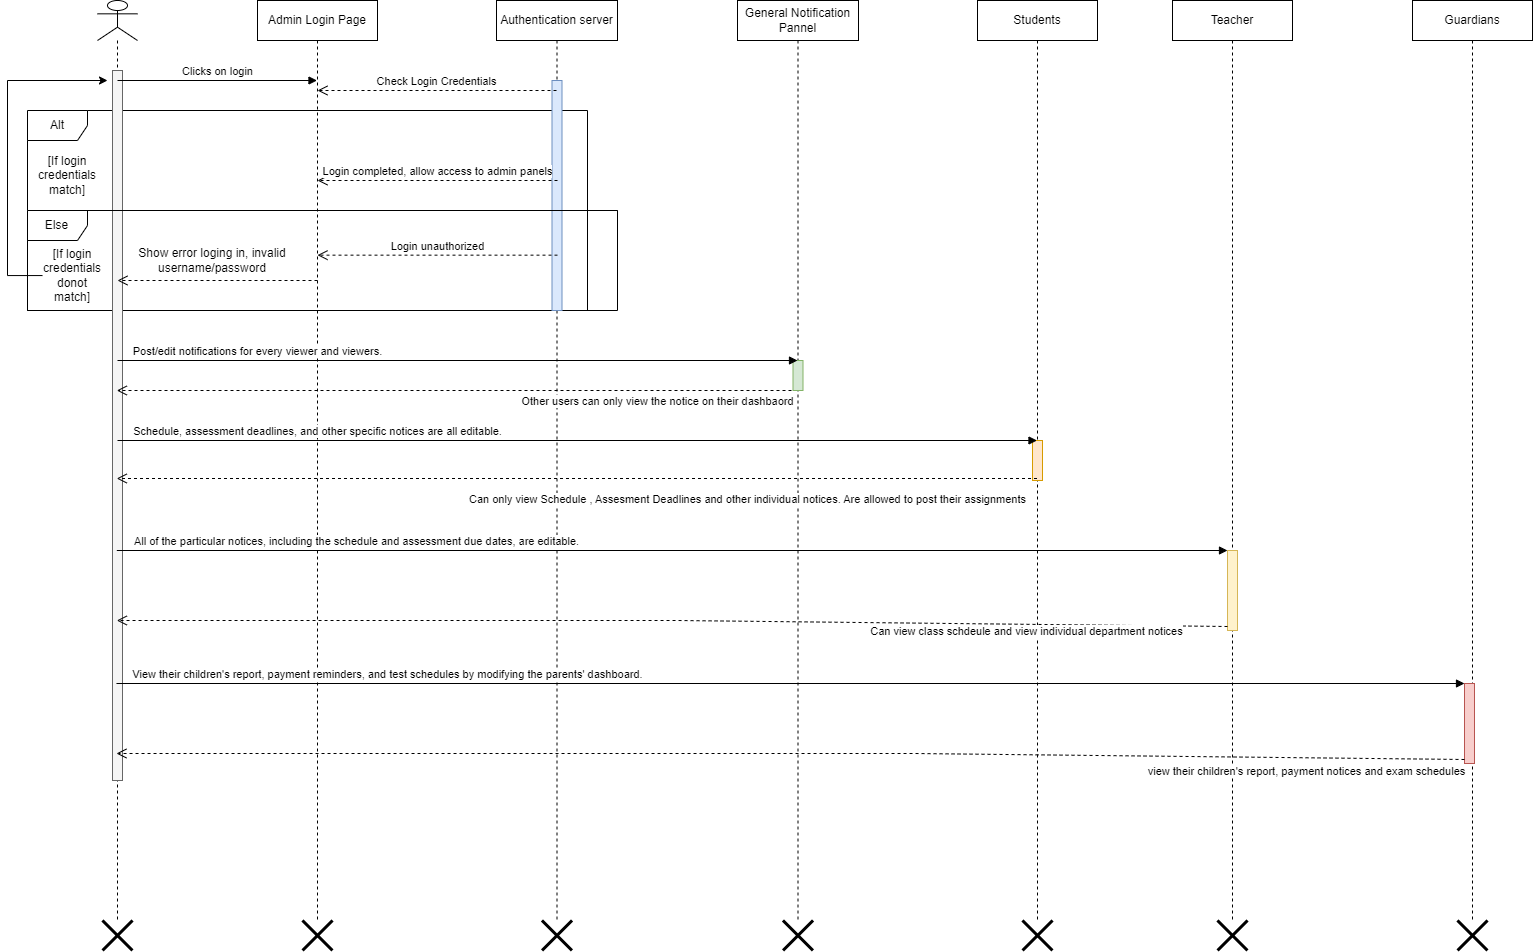 Admin Login Page
Authentication server
General Notification
Pannel
Students
Teacher
Guardians
Clicks on login
Check Login Credentials
Alt
[If login
credentials
match]
Login completed, allow access to admin panels
Else
[If login
credentials
donot
match]
Show error loging in, invalid
username/password
Login unauthorized
Post/edit notifications for every viewer and viewers.
Other users can only view the notice on their dashbaord
Schedule, assessment deadlines, and other specific notices are all editable.
Can only view Schedule , Assesment Deadlines and other individual notices. Are allowed to post their assignments
All of the particular notices, including the schedule and assessment due dates, are editable.
Can view class schdeule and view individual department notices
View their children's report, payment reminders, and test schedules by modifying the parents' dashboard.
view their children's report, payment notices and exam schedules